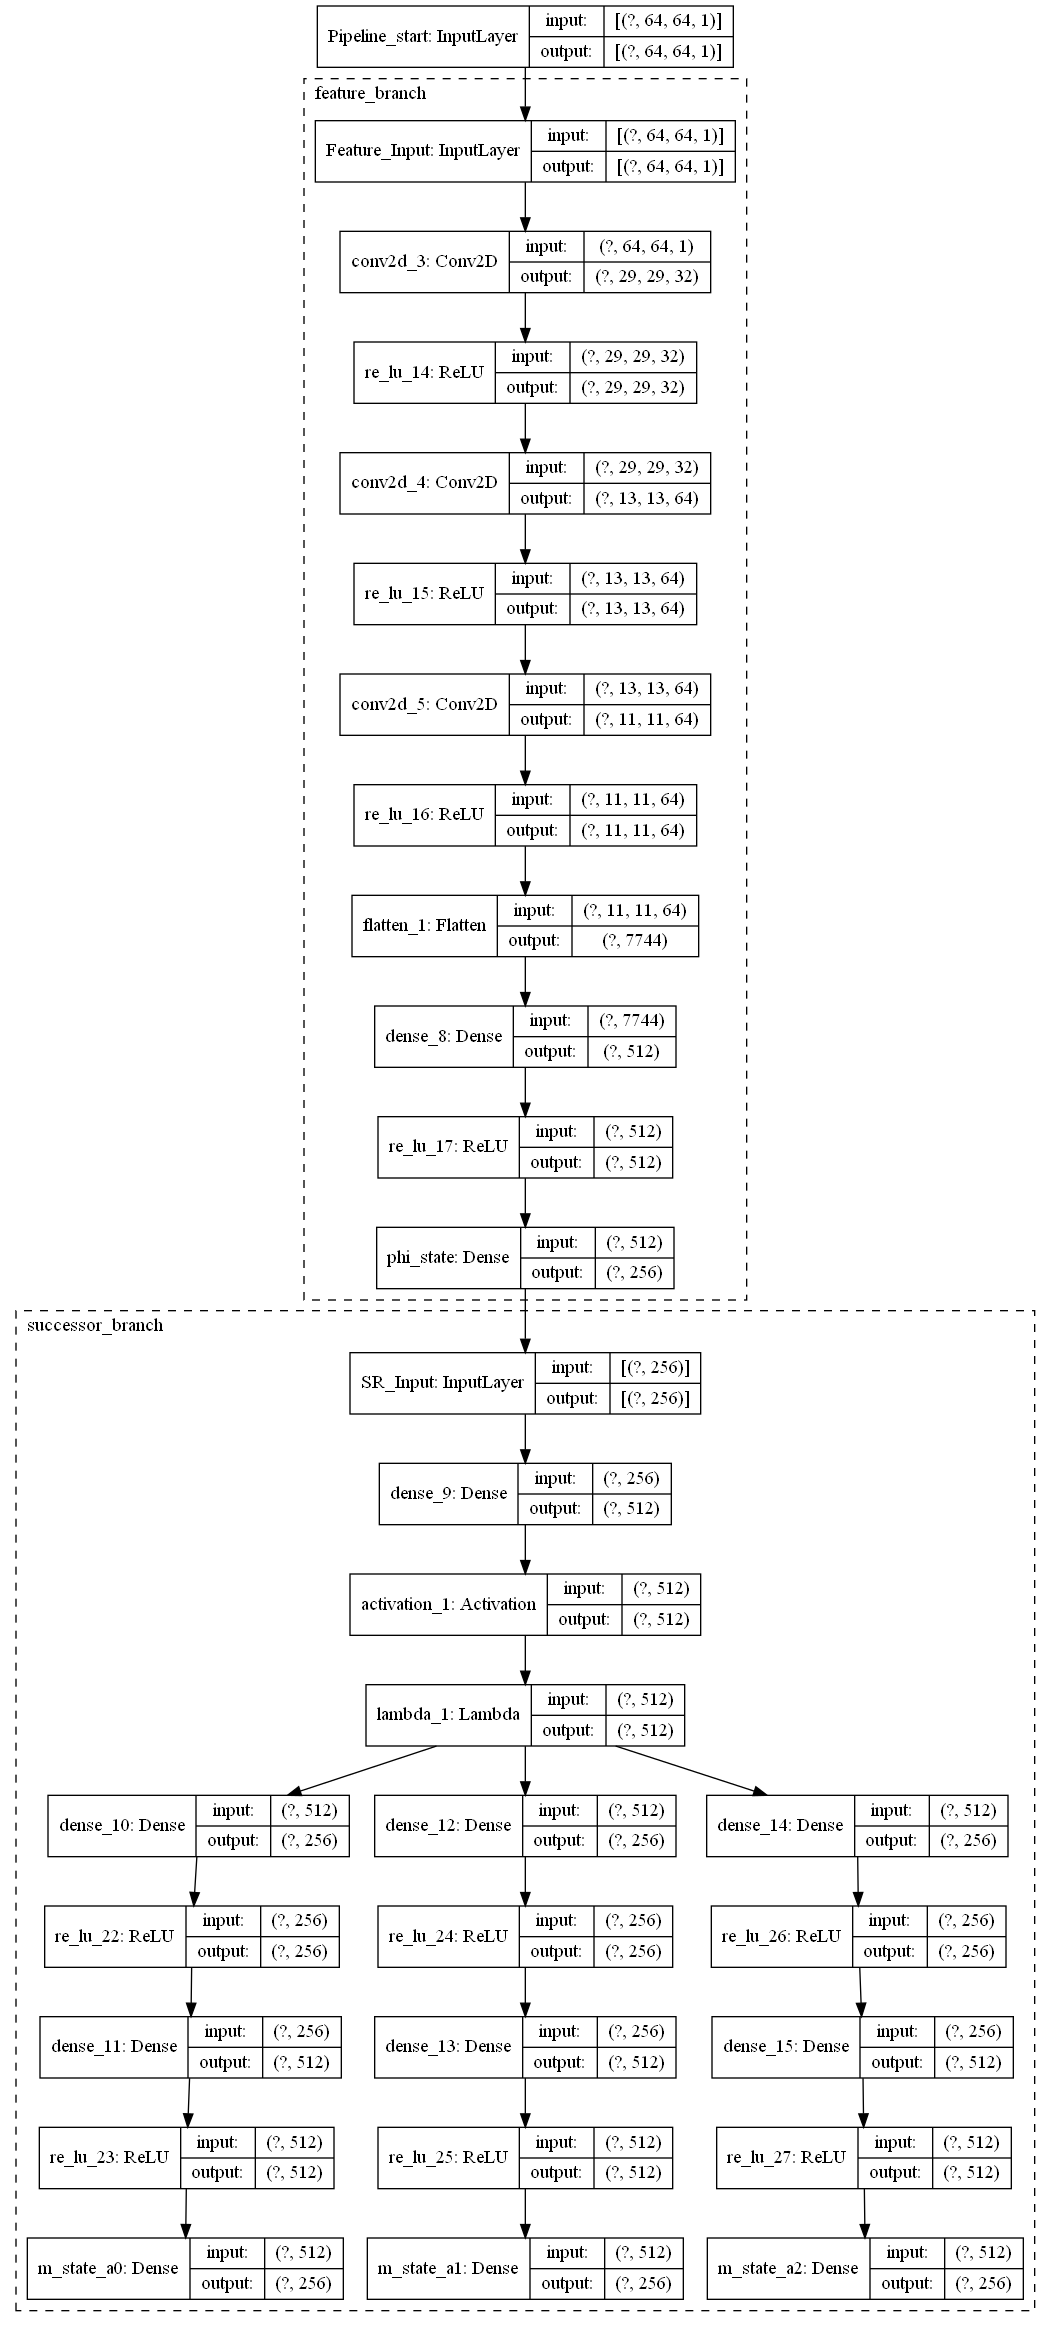 Pipeline_start: InputLayer
input: [(?, 64, 64, 1)]
output: [(?, 64, 64, 1)]
feature_branch
Feature_Input: InputLayer
input: [(?, 64, 64, 1)]
output: [(?, 64, 64, 1)]
conv2d_3: Conv2D
input: (?, 64, 64, 1)
output: (?, 29, 29, 32)
re_lu_14: ReLU
input: (?, 29, 29, 32)
output: (?, 29, 29, 32)
conv2d_4: Conv2D
input: (?, 29, 29, 32)
output: (?, 13, 13, 64)
re_lu_15: ReLU
input: (?, 13, 13, 64)
output: (?, 13, 13, 64)
conv2d_5: Conv2D
input: (?, 13, 13, 64)
output: (?, 11, 11, 64)
re_lu_16: ReLU
input: (?, 11, 11, 64)
output: (?, 11, 11, 64)
flatten_1: Flatten
input: (?, 11, 11, 64)
output: (?, 7744)
dense_8: Dense
input: (?, 7744)
output: (?, 512)
re_lu_17: ReLU
input: (?, 512)
output: (?, 512)
phi_state: Dense
input: (?, 512)
output: (?, 256)
successor_branch
SR_Input: InputLayer
input: [(?, 256)]
output: [(?, 256)]
dense_9: Dense
input: (?, 256)
output: (?, 512)
activation_1: Activation
input: (?, 512)
output: (?, 512)
lambda_1: Lambda
input: (?, 512)
output: (?, 512)
dense_10: Dense
input: (?, 512)
output: (?, 256)
dense_12: Dense
input: (?, 512)
output: (?, 256)
dense_14: Dense
input: (?, 512)
output: (?, 256)
re_lu_22: ReLU
input: (?, 256)
output: (?, 256)
re_lu_24: ReLU
input: (?, 256)
output: (?, 256)
re_lu_26: ReLU
input: (?, 256)
output: (?, 256)
dense_11: Dense
input: (?, 256)
output: (?, 512)
dense_13: Dense
input: (?, 256)
output: (?, 512)
dense_15: Dense
input: (?, 256)
output: (?, 512)
re_lu_23: ReLU
input: (?, 512)
output: (?, 512)
re_lu_25: ReLU
input: (?, 512)
output: (?, 512)
re_lu_27: ReLU
input: (?, 512)
output: (?, 512)
m_state_a0: Dense
input: (?, 512)
output: (?, 256)
m_state_a1: Dense
input: (?, 512)
output: (?, 256)
m_state_a2: Dense
input: (?, 512)
output: (?, 256)